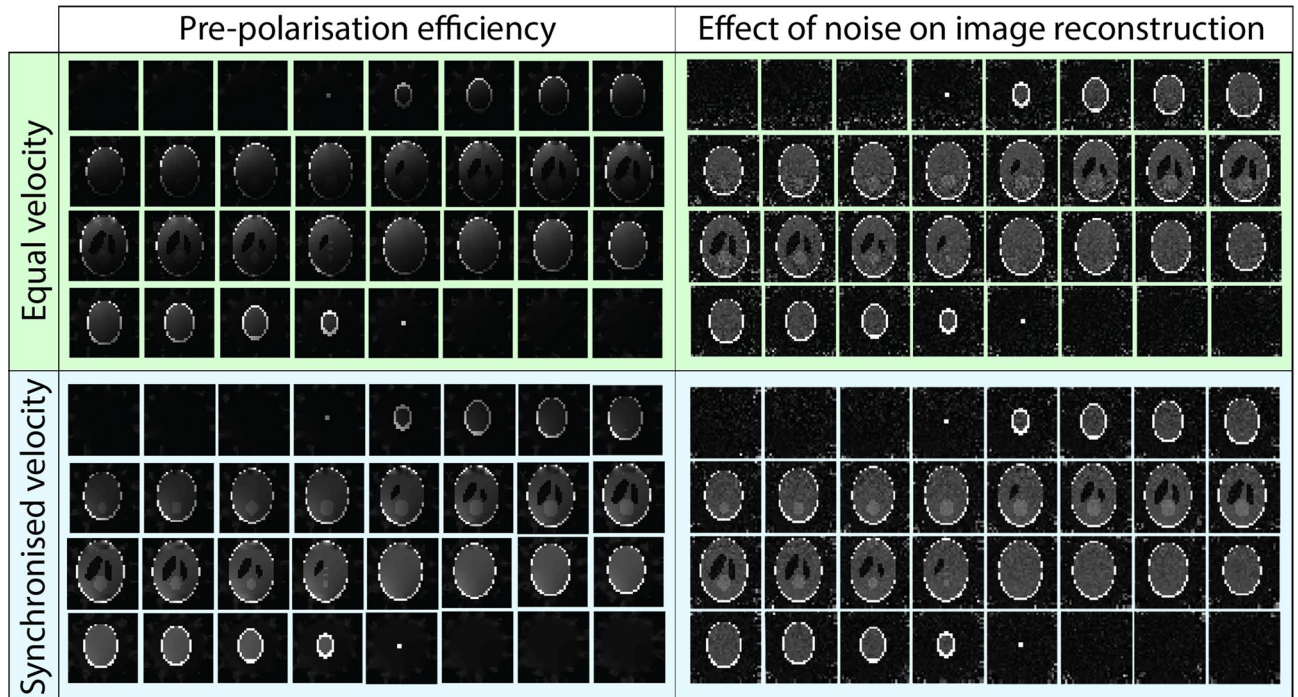 Pre-polarisation efficiency
Effect of noise on image reconstruction
Equal velocity
Synchronised velocity